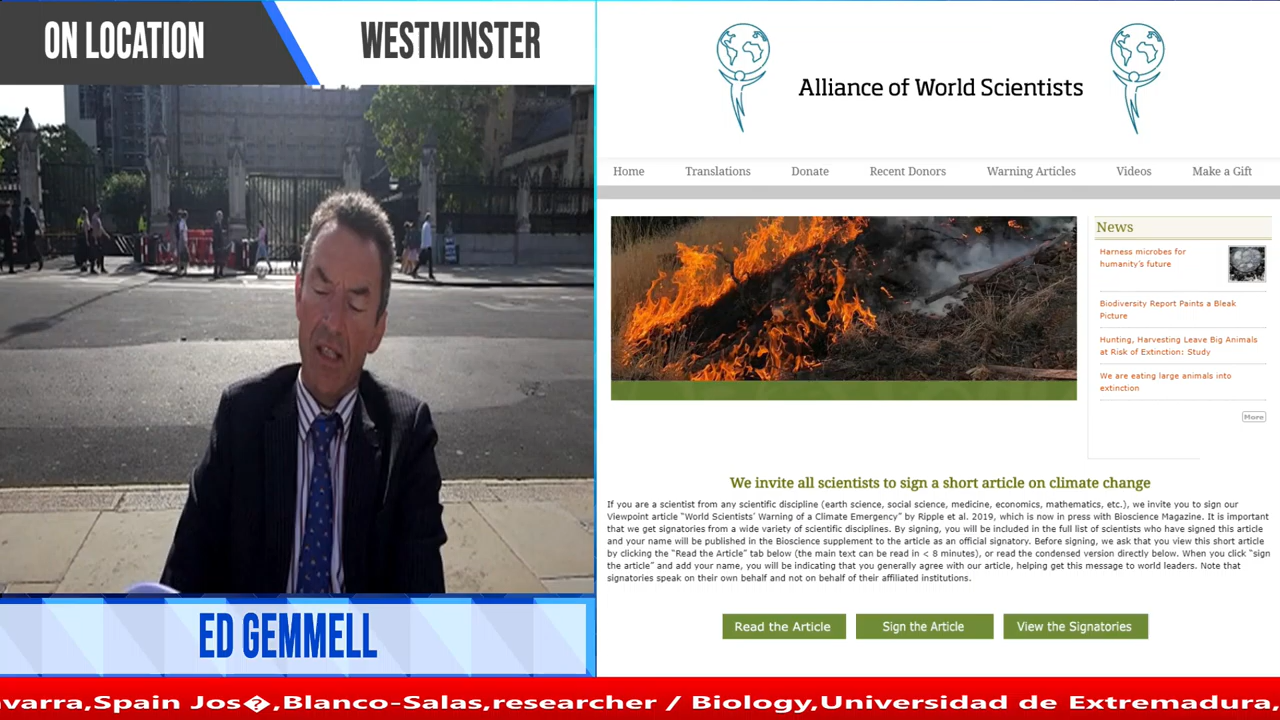 ON LOCATION
WESTMINSTER
ED GEMMELL
Alliance of World Scientists
Home Translations Donate Recent Donors Warning Articles Videos Make a Gift
News
Harness microbes for
humanity's future
Biodiversity Report Paints a Bleak
Picture
Hunting, Harvesting Leave Big Animals
at Risk of Extinction: Study
We are eating large animals into
extinction
More
We invite all scientists to sign a short article on climate change
If you are a scientist from any scientific discipline (earth science, social science, medicine, economics, mathematics, etc.), we invite you to sign our
Viewpoint article “World Scientists’ Warning of a Climate Emergency” by Ripple et al. 2019, which is now in press with Bioscience Magazine. It is important
that we get signatories from a wide variety of scientific disciplines. By signing, you will be included in the full list of scientists who have signed this article
and your name will be published in the Bioscience supplement to the article as an official signatory. Before signing, we ask that you view this short article
by clicking the “Read the Article” tab below (the main text can be read in < 8 minutes), or read the condensed version directly below. When you click “sign
the article” and add your name, you will be indicating that you generally agree with our article, helping get this message to world leaders. Note that
signatories speak on their own behalf and not on behalf of their affiliated institutions.
Read the Article Sign the Article View the Signatories
avarra,Spain Jos�,Blanco-Salas,researcher / Biology,Universidad de Extremadura,